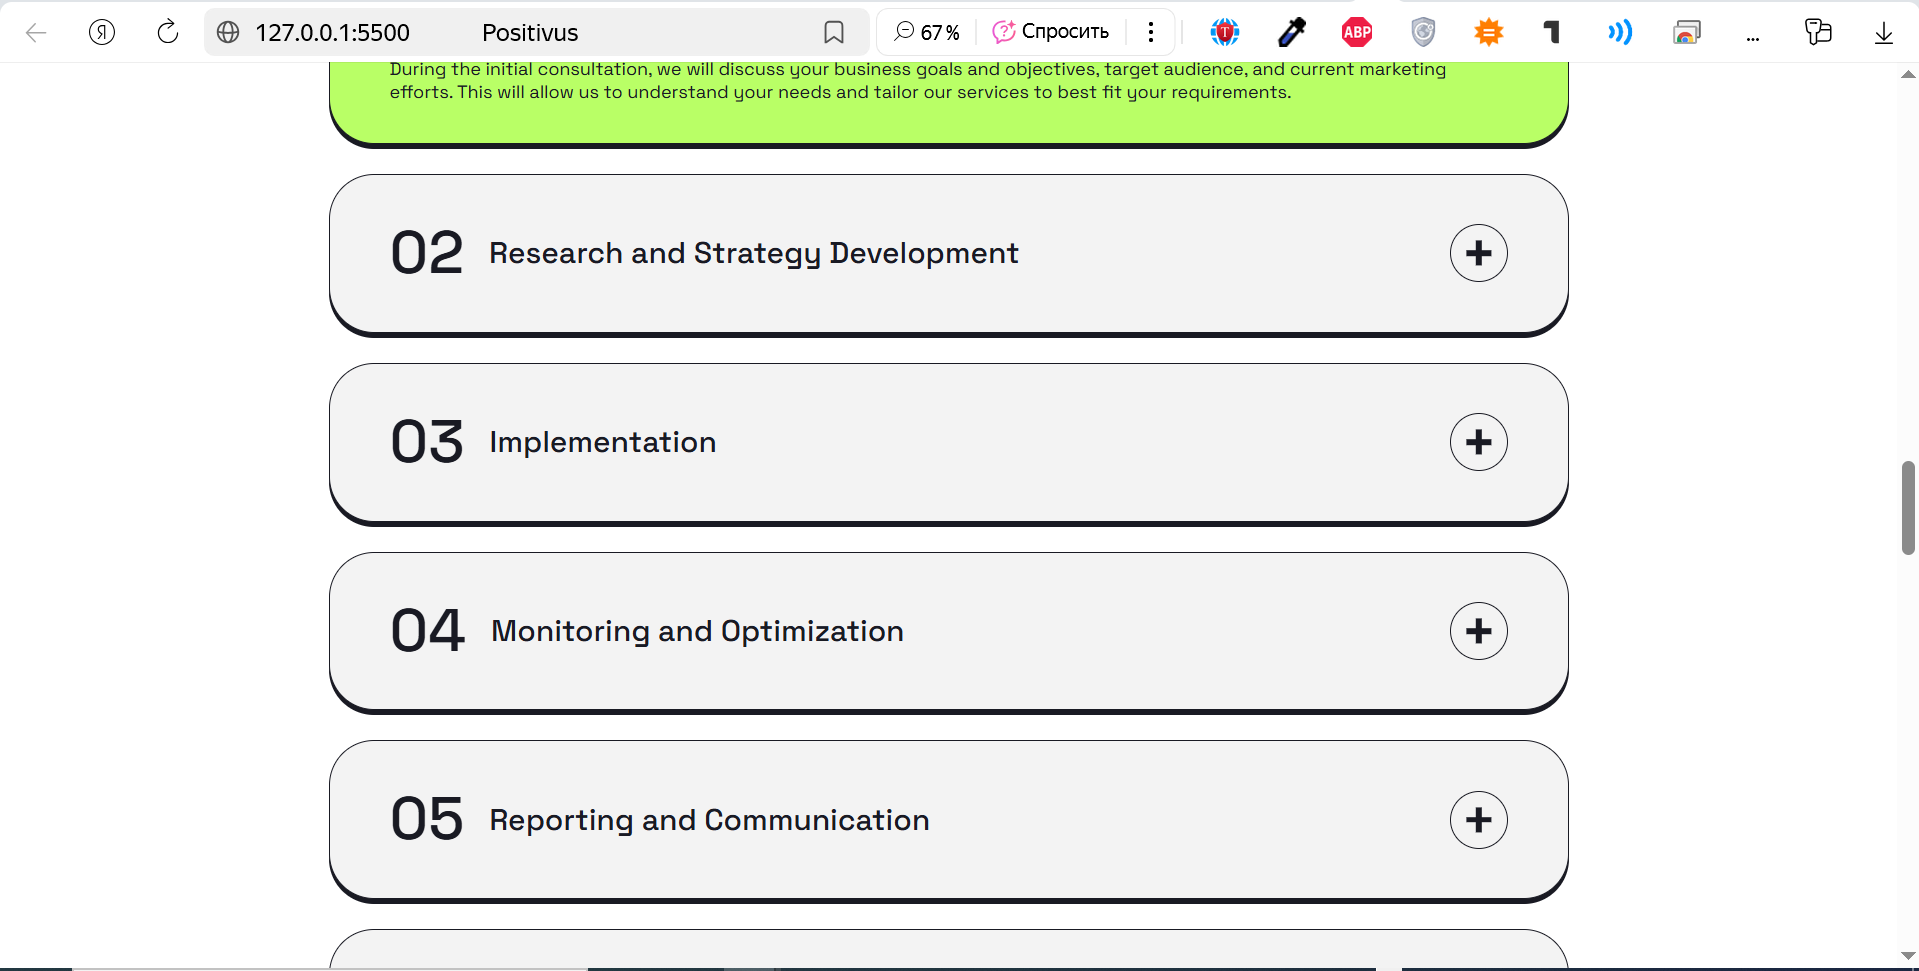 Я 127.0.0.1:5500 Positivus 67% Спросить T ABP ...
During the initial consultation, we will discuss your business goals and objectives, target audience, and current marketing
efforts. This will allow us to understand your needs and tailor our services to best fit your requirements.
02 Research and Strategy Development +
03 Implementation +
04 Monitoring and Optimization +
05 Reporting and Communication +